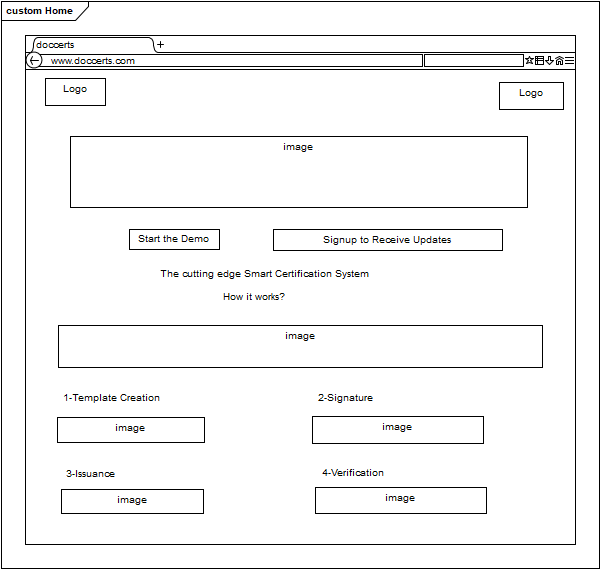 custom Home
doccerts
www.doccerts.com
Logo
Logo
image
Start the Demo
Signup to Receive Updates
The cutting edge Smart Certification System
How it works?
image
1-Template Creation
2-Signature
image
image
3-Issuance
4-Verification
image
image